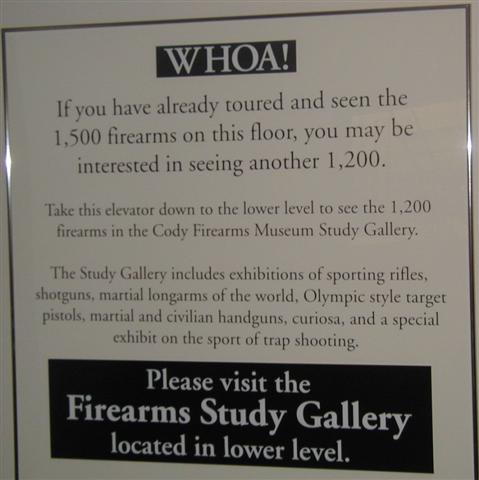 WHOA!
If you have already toured and seen the
1,500 firearms on this floor, you may be
interested in seeing another 1,200.
Take this elevator down to the lower level to see the 1,200
firearms in the Cody Firearms Museum Study Gallery.
The Study Gallery includes exhibitions of sporting rifles,
shotguns, martial longarms of the world, Olympic style target
pistols, martial and civilian handguns, curiosa, and a special
exhibit on the sport of trap shooting.
Please visit the
Firearms Study Gallery
located in lower level.